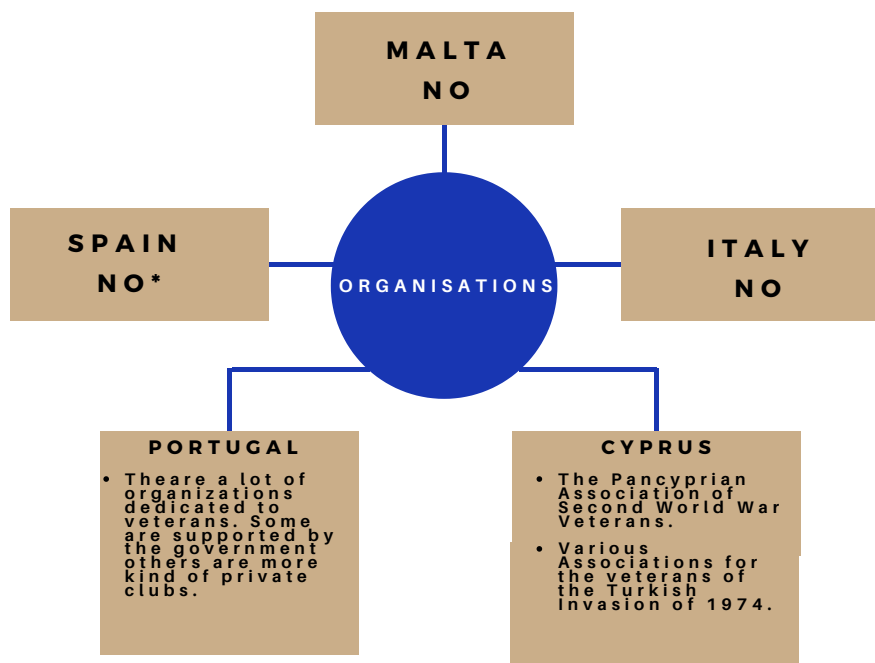 MALTA
NO
SPAIN
NO*
ORGANISATIONS
ITALY
NO
PORTUGAL
• Theare a lot of
organizations
dedicated to
veterans. Some
are supported by
the government
others are more
kind of private
clubs.
CYPRUS
• The Pancyprian
Association of
Second World War
Veterans.
• Various
Associations for
the veterans of
the Turkish
Invasion of 1974.